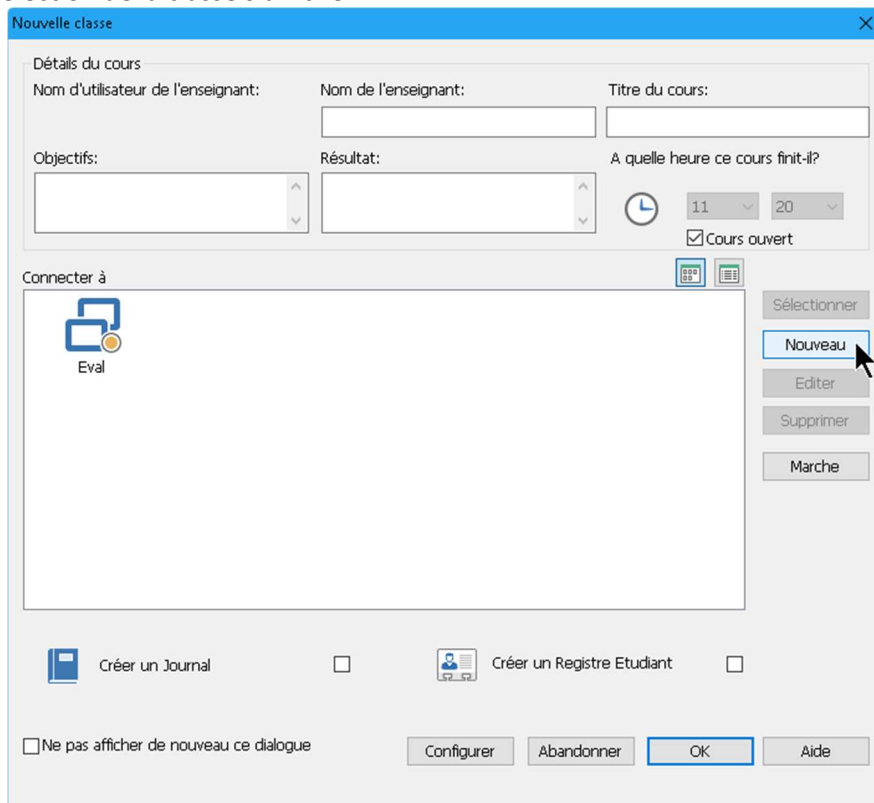 Nouvelle classe
Détails du cours
Nom d'utilisateur de l'enseignant:
Nom de l'enseignant:
Titre du cours:
Objectifs:
Résultat:
A quelle heure ce cours finit-il?
11
20
Cours ouvert
Connecter à
Eval
Sélectionner
Nouveau
Editer
Supprimer
Marche
Créer un Journal
Créer un Registre Etudiant
Ne pas afficher de nouveau ce dialogue
Configurer
Abandonner
OK
Aide